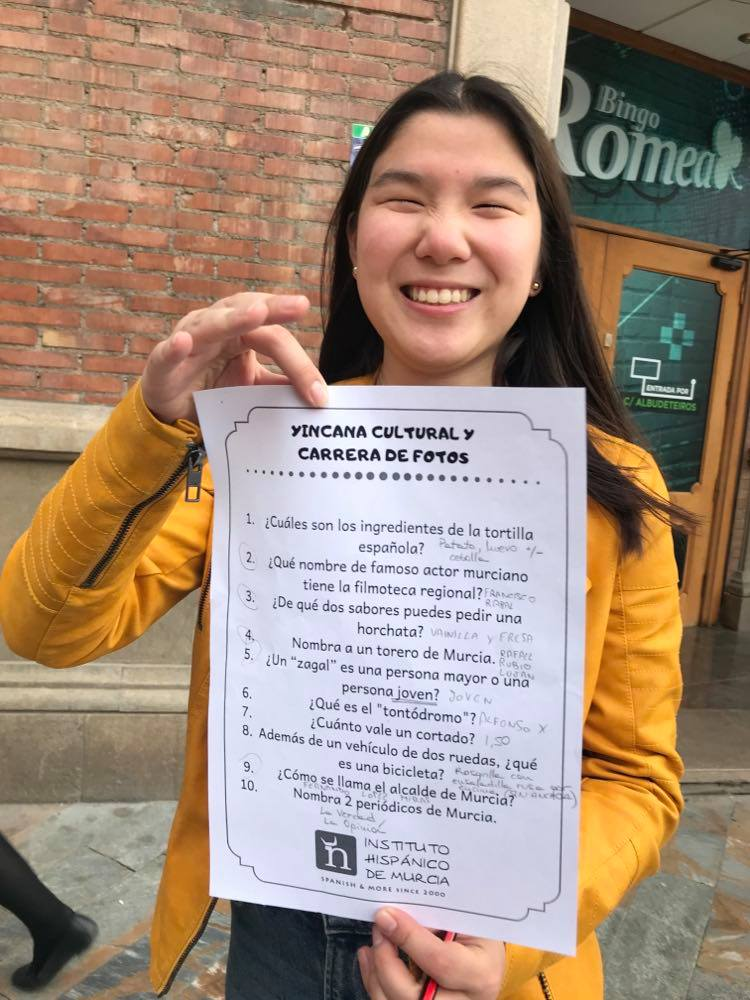 Bingo
Romea
ENTRADA POR
C/ ALBUDETEIROS
YINCANA CULTURAL Y
CARRERA DE FOTOS
1. ¿Cuáles son los ingredientes de la tortilla
española? Patata, huevo +/-
cebolla
2. ¿Qué nombre de famoso actor murciano
tiene la filmoteca regional? FRANCISCO
RABAL
3. ¿De qué dos sabores puedes pedir una
horchata? VAINILLA Y FRESA
4. Nombra a un torero de Murcia. RAFAEL
RUBIO
LUJAN
5. ¿Un "zagal" es una persona mayor o una
persona joven? JOVEN
6. ¿Qué es el "tontódromo"? ALFONSO X
7. ¿Cuánto vale un cortado? 1,50
8. Además de un vehículo de dos ruedas, ¿qué
es una bicicleta? Rosquilla con
ensaladilla rusa
9. ¿Cómo se llama el alcalde de Murcia?
10. Nombra 2 periódicos de Murcia.
La Verdad
La Opinión
INSTITUTO
HISPÁNICO
DE MURCIA
SPANISH & MORE SINCE 2000